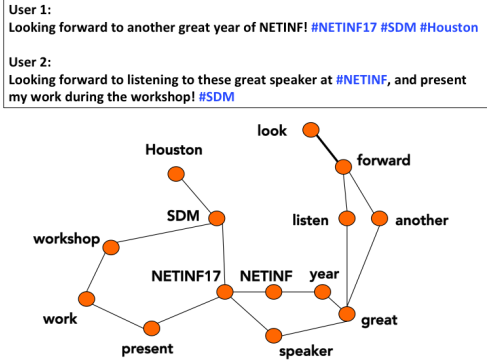 User 1:
Looking forward to another great year of NETINF! #NETINF17 #SDM #Houston
User 2:
Looking forward to listening to these great speaker at #NETINF, and present
my work during the workshop! #SDM
look
Houston
forward
SDM
listen
another
workshop
NETINF17
NETINF
year
work
great
present
speaker